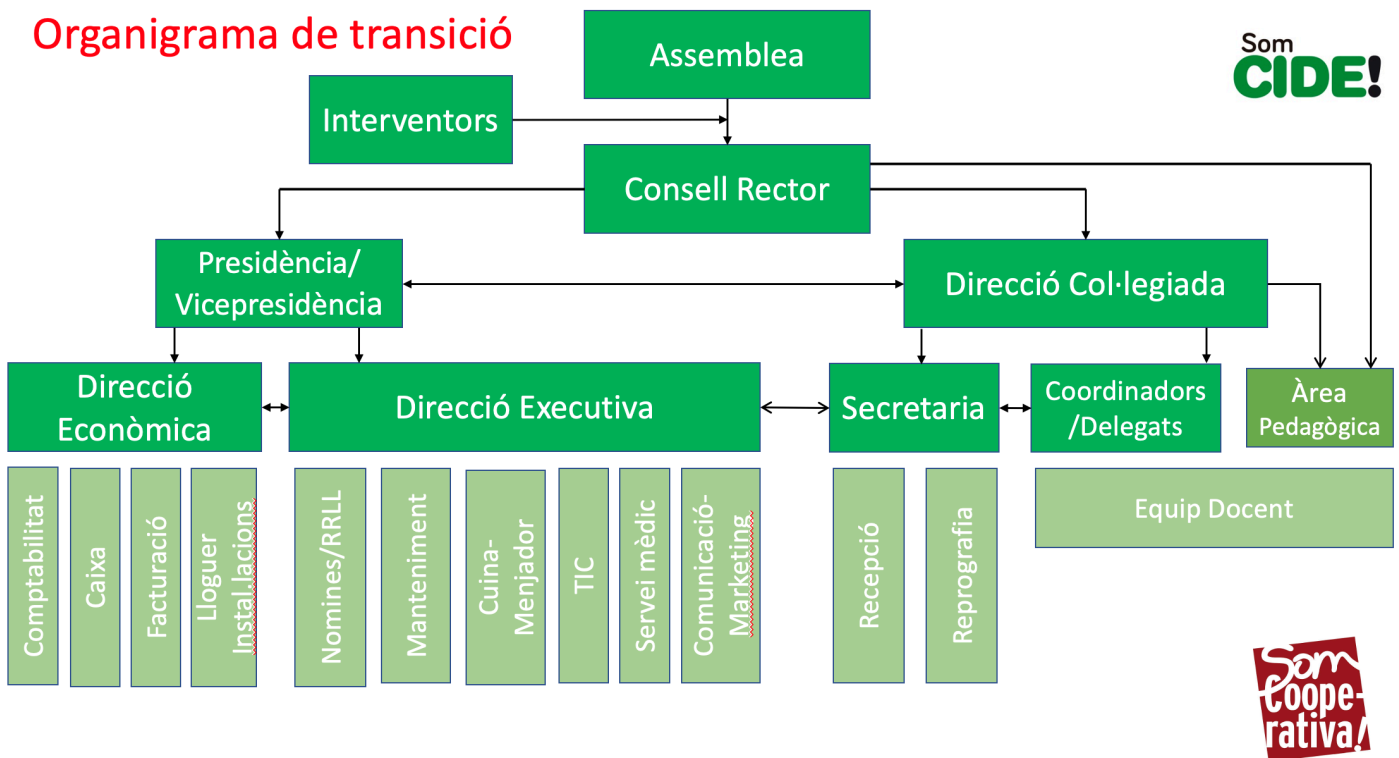 Organigrama de transició
Assemblea
Som
CIDE!
Interventors
Consell Rector
Presidència/
Vicepresidència
Direcció Col·legiada
Direcció
Econòmica
Direcció Executiva
Secretaria
Coordinadors
/Delegats
Àrea
Pedagògica
Comptabilitat
Caixa
Facturació
Lloguer
Instal.lacions
Nomines/RRLL
Manteniment
Cuina-
Menjador
TIC
Servei mèdic
Comunicació-
Marketing
Recepció
Reprografia
Equip Docent
Som
Coope-
rativa!